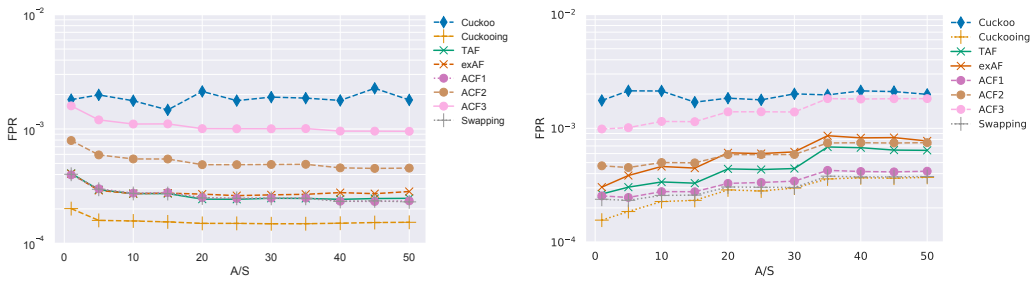 10⁻²
10⁻³
10⁻⁴
FPR
0 10 20 30 40 50
A/S
Cuckoo
Cuckooing
TAF
exAF
ACF1
ACF2
ACF3
Swapping
10⁻²
10⁻³
10⁻⁴
FPR
0 10 20 30 40 50
A/S
Cuckoo
Cuckooing
TAF
exAF
ACF1
ACF2
ACF3
Swapping